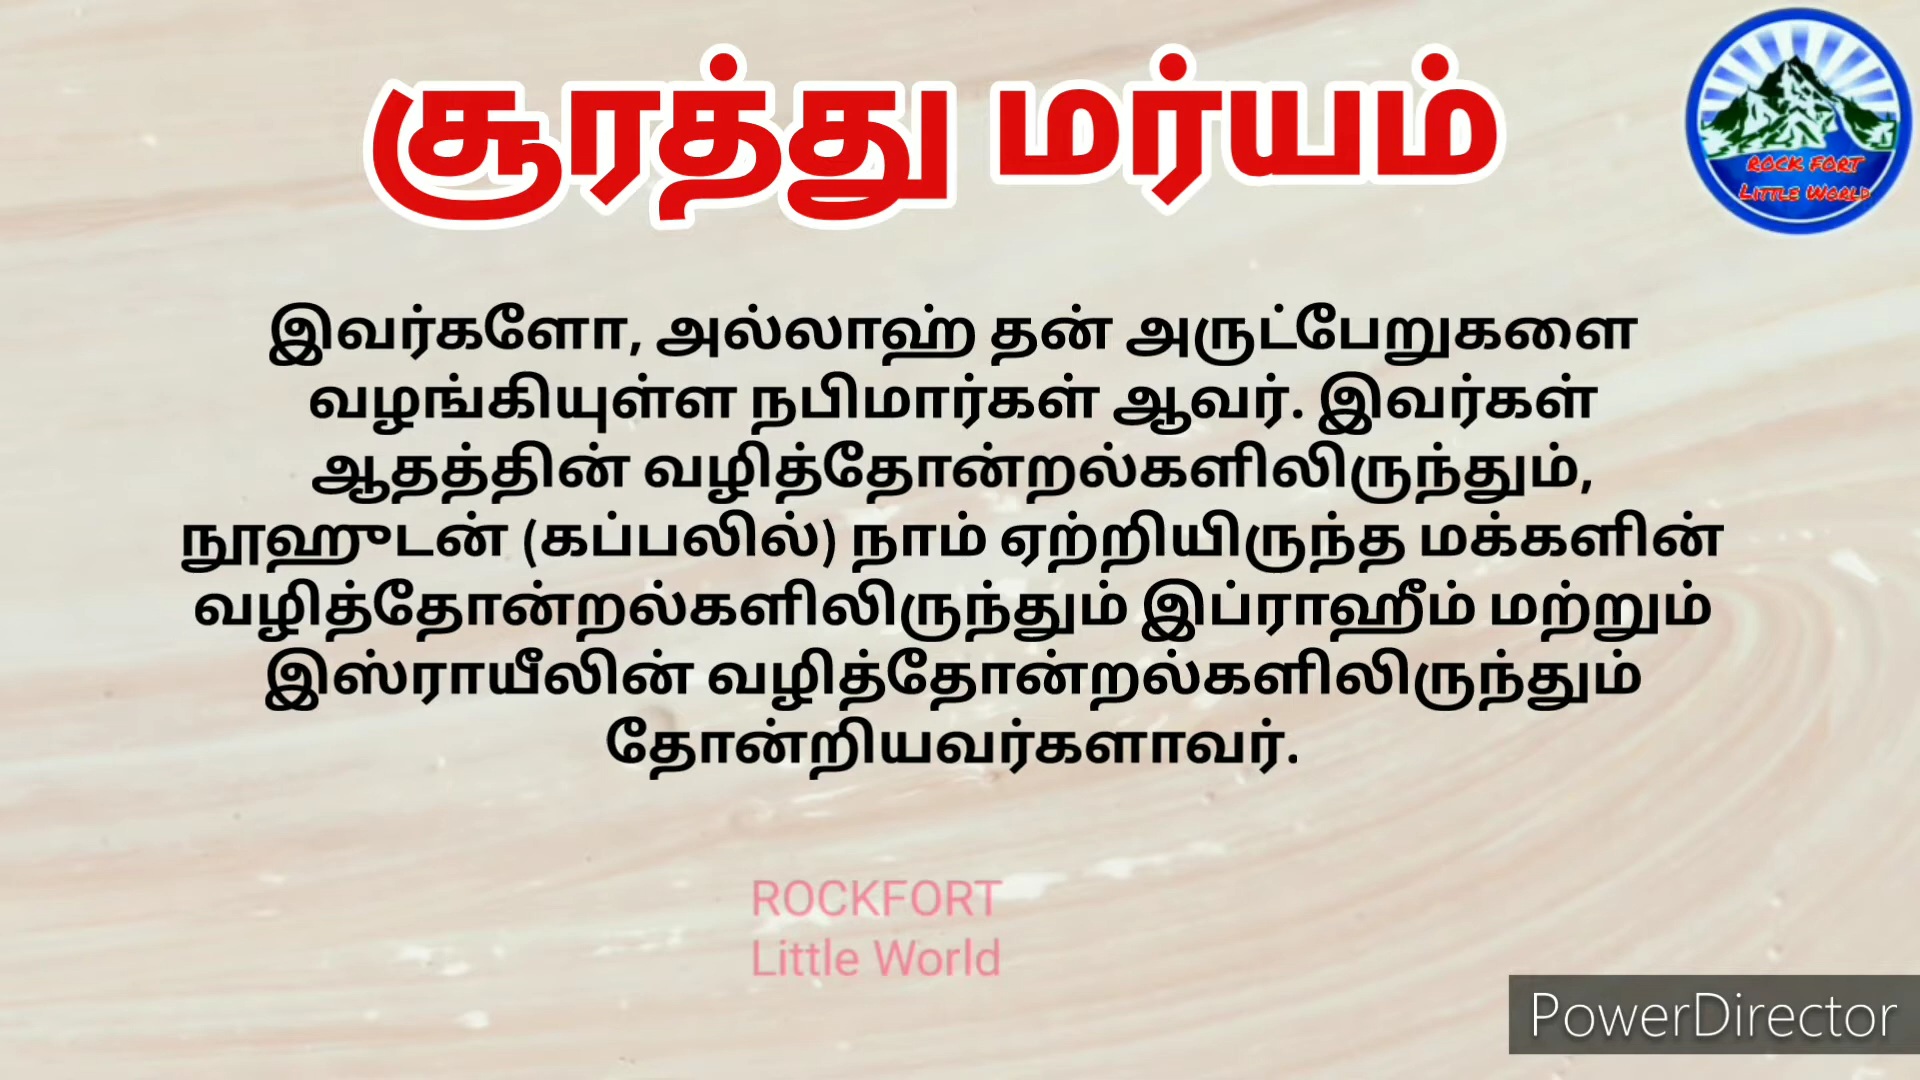 சூரத்து மர்யம்
ROCK FORT
LITTLE WORLD
இவர்களோ, அல்லாஹ் தன் அருட்பேறுகளை
வழங்கியுள்ள நபிமார்கள் ஆவர். இவர்கள்
ஆதத்தின் வழித்தோன்றல்களிலிருந்தும்,
நூஹுடன் (கப்பலில்) நாம் ஏற்றியிருந்த மக்களின்
வழித்தோன்றல்களிலிருந்தும் இப்ராஹீம் மற்றும்
இஸ்ராயீலின் வழித்தோன்றல்களிலிருந்தும்
தோன்றியவர்களாவர்.
ROCKFORT
Little World
PowerDirector